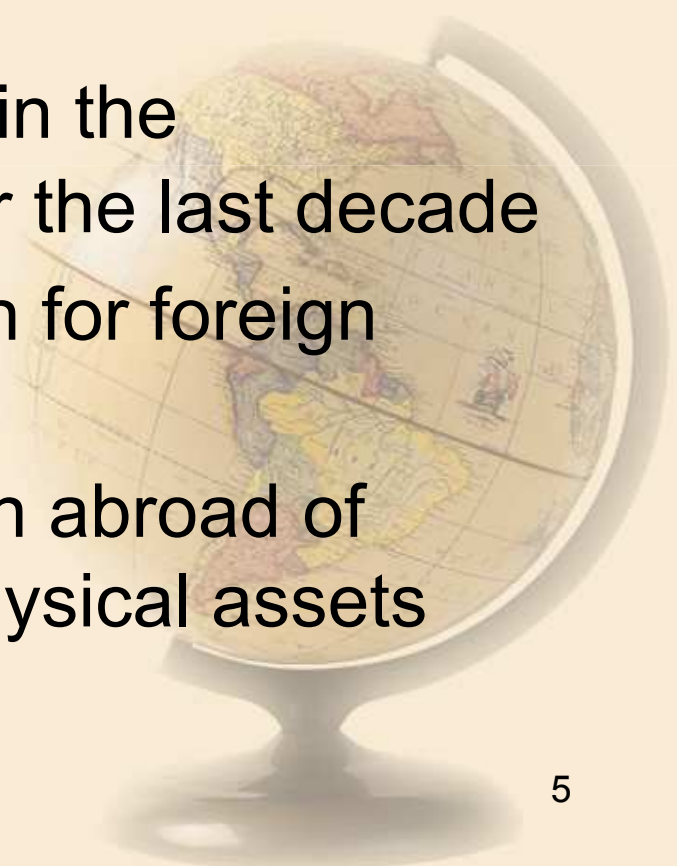 in the
r the last decade
n for foreign
n abroad of
ysical assets
5